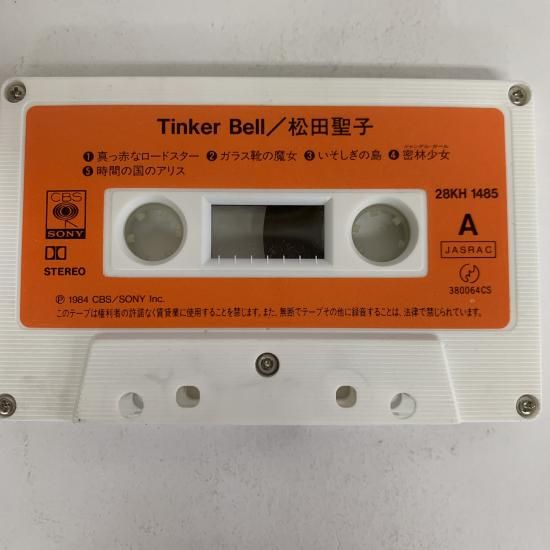 Tinker Bell／松田聖子
❶真っ赤なロードスター ❷ガラス靴の魔女 ❸いそしぎの島 ❹密林少女
ジャングル・ガール
❺時間の国のアリス
28KH 1485
CBS
SONY
A
JASRAC
STEREO
380064CS
Ⓟ 1984 CBS/SONY Inc.
このテープは権利者の許諾なく賃貸業に使用することを禁じます。また、無断でテープその他に録音することは、法律で禁じられています。